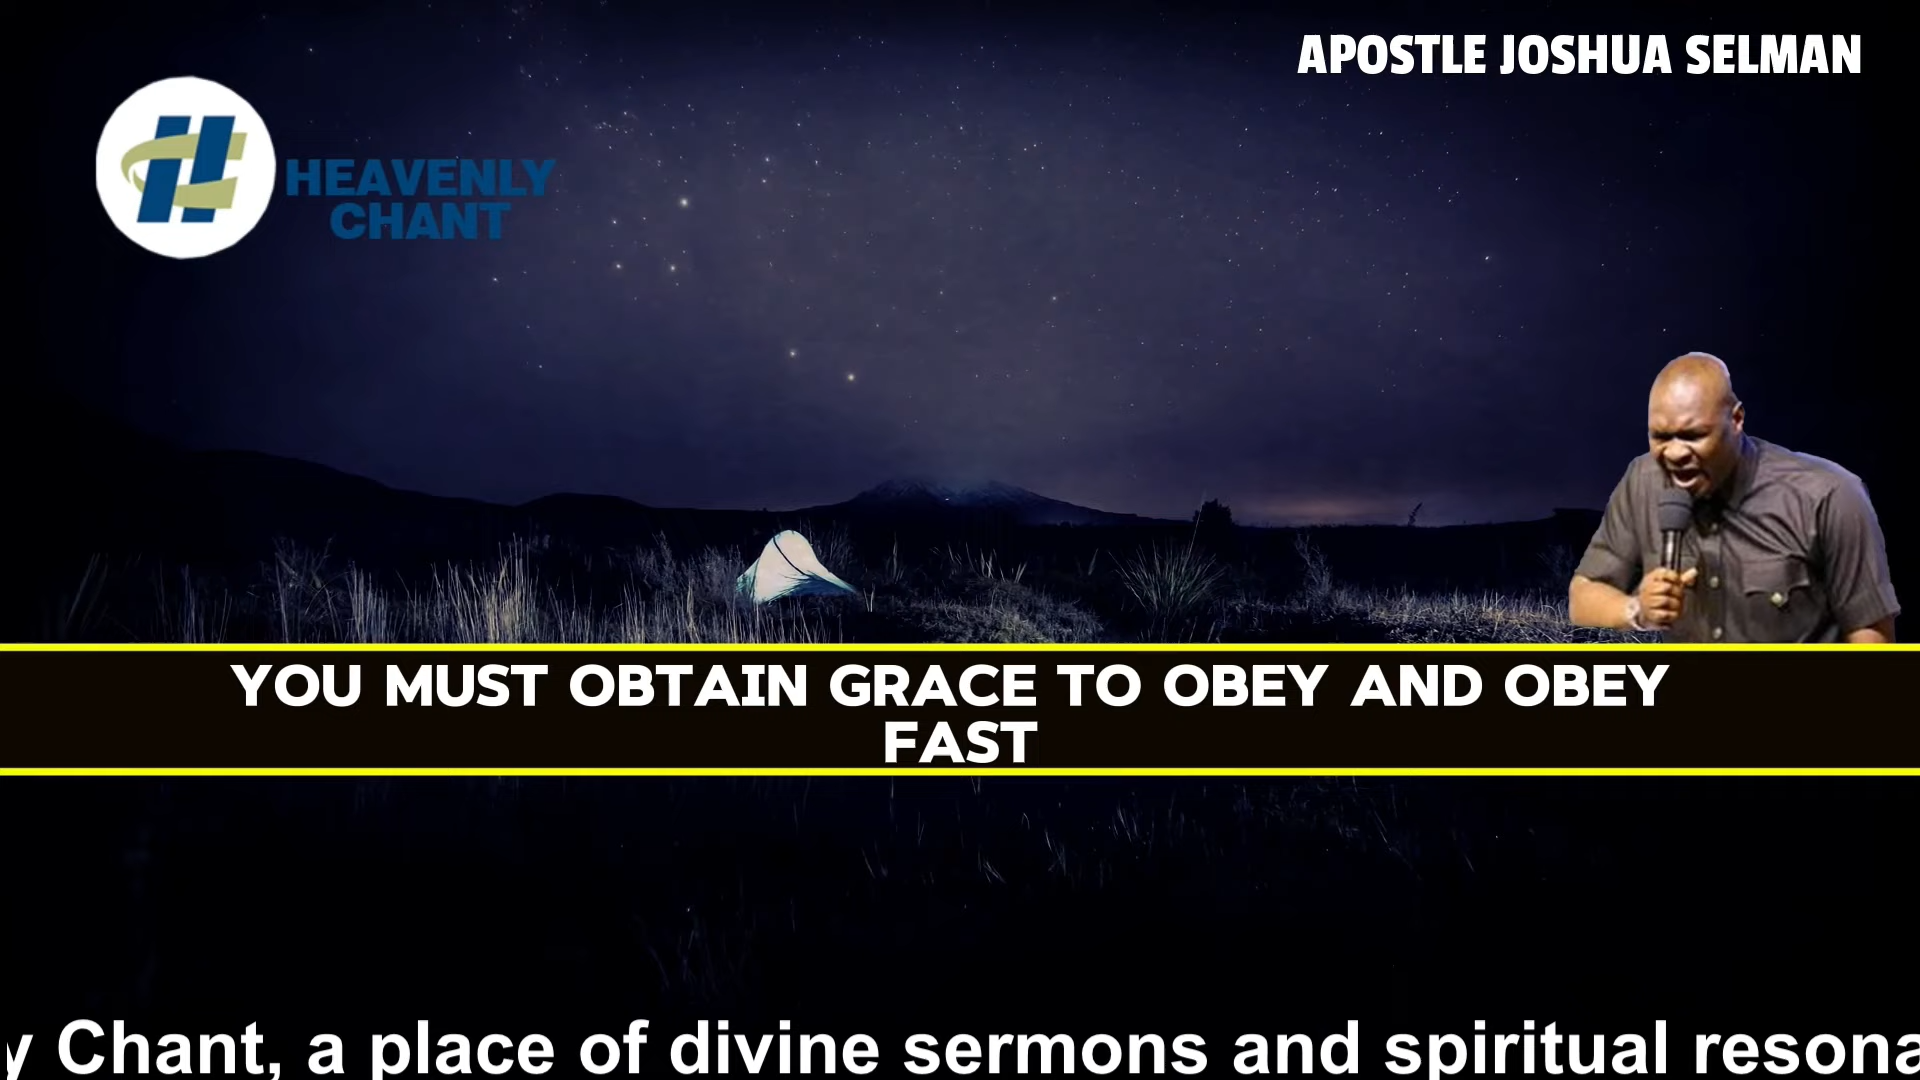 APOSTLE JOSHUA SELMAN
HEAVENLY
CHANT
YOU MUST OBTAIN GRACE TO OBEY AND OBEY
FAST
y Chant, a place of divine sermons and spiritual resona